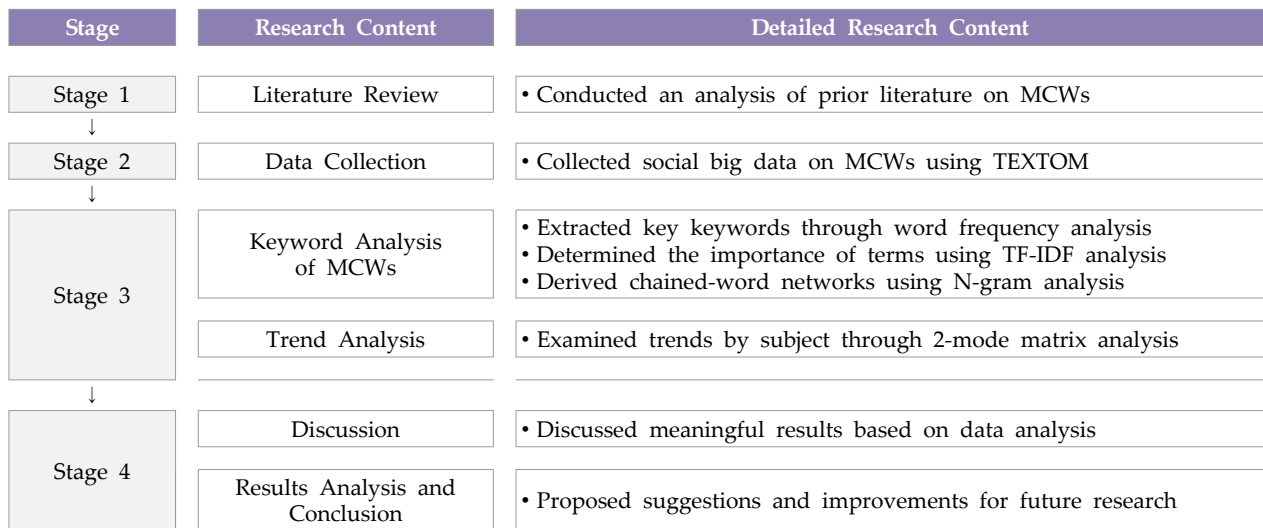 Stage Research Content Detailed Research Content
Stage 1 Literature Review • Conducted an analysis of prior literature on MCWs
↓
Stage 2 Data Collection • Collected social big data on MCWs using TEXTOM
↓
Stage 3
Keyword Analysis
of MCWs
• Extracted key keywords through word frequency analysis
• Determined the importance of terms using TF-IDF analysis
• Derived chained-word networks using N-gram analysis
Trend Analysis • Examined trends by subject through 2-mode matrix analysis
↓
Stage 4
Discussion • Discussed meaningful results based on data analysis
Results Analysis and
Conclusion
• Proposed suggestions and improvements for future research